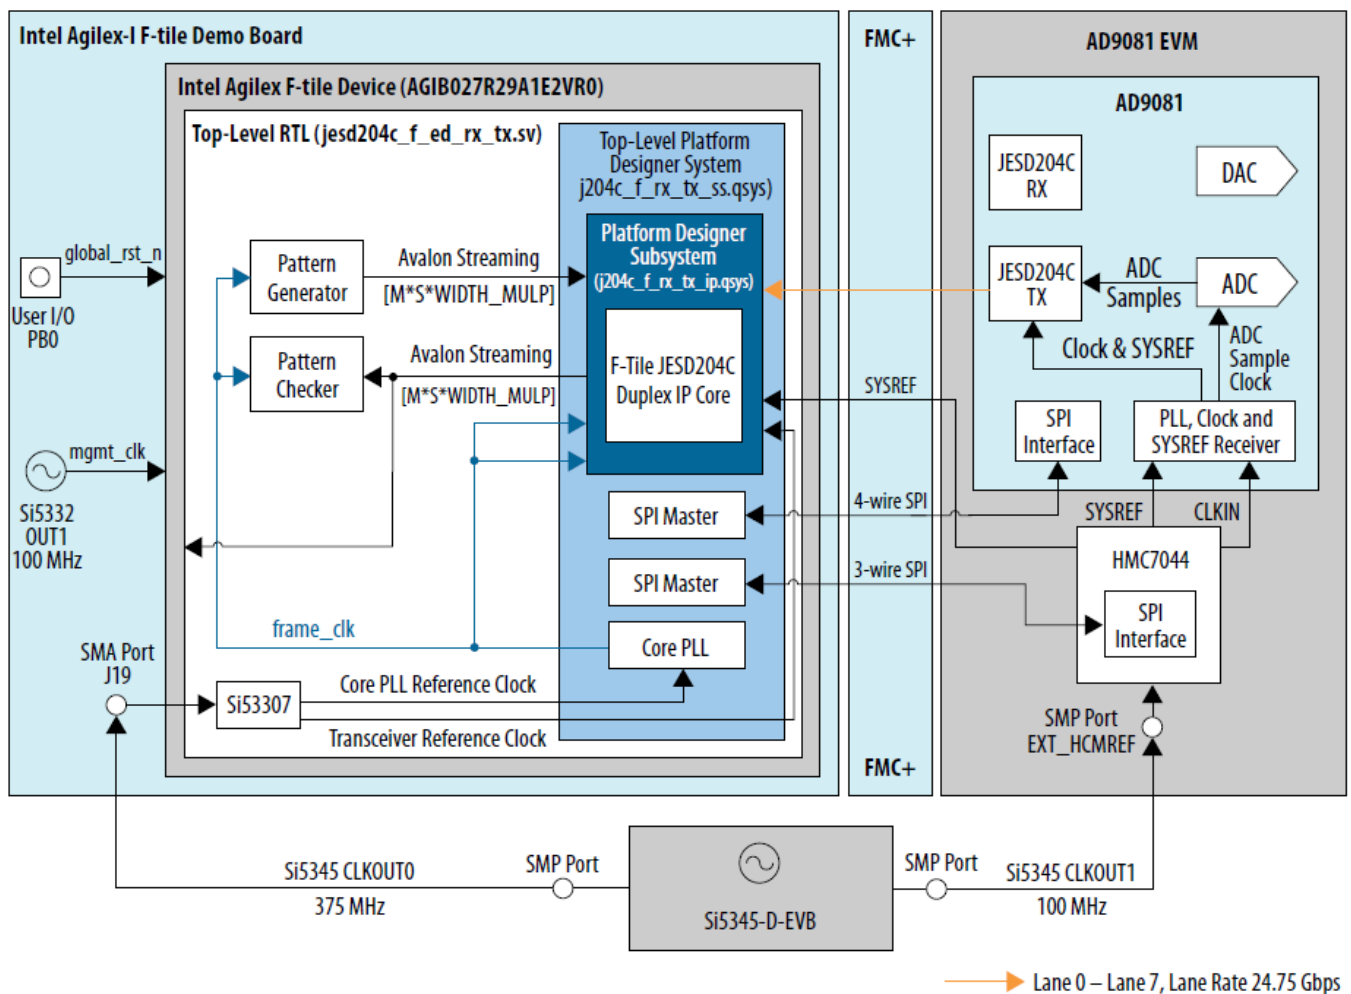 Intel Agilex-I F-tile Demo Board
FMC+
AD9081 EVM
Intel Agilex F-tile Device (AGIB027R29A1E2VR0)
AD9081
Top-Level RTL (jesd204c_f_ed_rx_tx.sv)
Top-Level Platform
Designer System
j204c_f_rx_tx_ss.qsys)
JESD204C
RX
DAC
Platform Designer
Subsystem
(j204c_f_rx_tx_ip.qsys)
global_rst_n
User I/O
PB0
Pattern
Generator
Avalon Streaming
[M*S*WIDTH_MULP]
JESD204C
TX
ADC
Samples
ADC
Pattern
Checker
Avalon Streaming
[M*S*WIDTH_MULP]
F-Tile JESD204C
Duplex IP Core
Clock & SYSREF
ADC
Sample
Clock
SYSREF
SPI
Interface
PLL, Clock and
SYSREF Receiver
mgmt_clk
Si5332
OUT1
100 MHz
SPI Master
4-wire SPI
SYSREF
CLKIN
HMC7044
SPI Master
3-wire SPI
SPI
Interface
frame_clk
Core PLL
SMA Port
J19
Si53307
Core PLL Reference Clock
Transceiver Reference Clock
SMP Port
EXT_HCMREF
FMC+
Si5345 CLKOUT0
375 MHz
SMP Port
Si5345-D-EVB
SMP Port
Si5345 CLKOUT1
100 MHz
Lane 0 – Lane 7, Lane Rate 24.75 Gbps